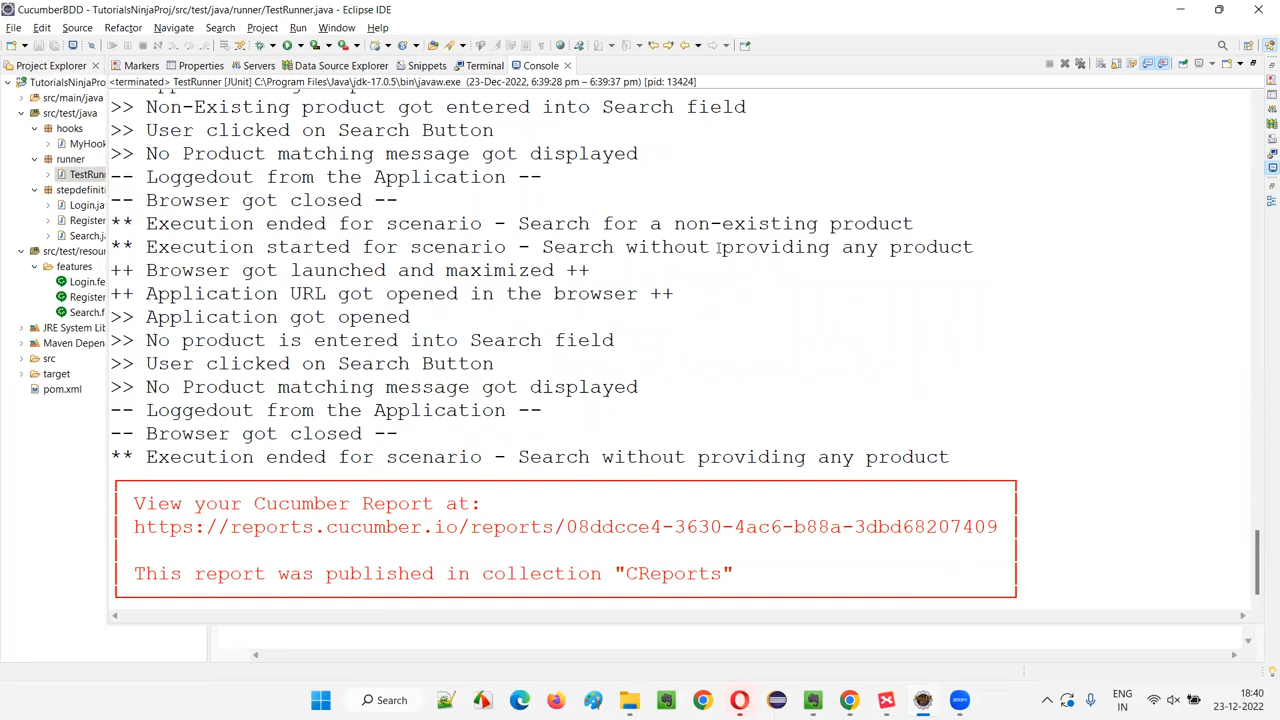 CucumberBDD - TutorialsNinjaProj/src/test/java/runner/TestRunner.java - Eclipse IDE
File Edit Source Refactor Navigate Search Project Run Window Help
Project Explorer
Markers Properties Servers Data Source Explorer Snippets Terminal Console
<terminated> TestRunner [JUnit] C:\Program Files\Java\jdk-17.0.5\bin\javaw.exe (23-Dec-2022, 6:39:28 pm – 6:39:37 pm) [pid: 13424]
TutorialsNinjaPro
src/main/java
src/test/java
hooks
MyHook
runner
TestRunn
stepdefinitio
Login.ja
Register
Search.j
src/test/resour
features
Login.fe
Register
Search.f
JRE System Lib
Maven Depen
src
target
pom.xml
>> Non-Existing product got entered into Search field
>> User clicked on Search Button
>> No Product matching message got displayed
-- Loggedout from the Application --
-- Browser got closed --
** Execution ended for scenario - Search for a non-existing product
** Execution started for scenario - Search without providing any product
++ Browser got launched and maximized ++
++ Application URL got opened in the browser ++
>> Application got opened
>> No product is entered into Search field
>> User clicked on Search Button
>> No Product matching message got displayed
-- Loggedout from the Application --
-- Browser got closed --
** Execution ended for scenario - Search without providing any product
View your Cucumber Report at:
https://reports.cucumber.io/reports/08ddcce4-3630-4ac6-b88a-3dbd68207409
This report was published in collection "CReports"
Search
ENG
IN
18:40
23-12-2022